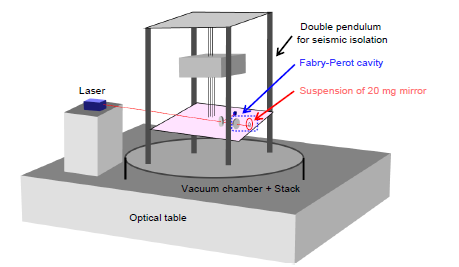 Double pendulum
for seismic isolation
Fabry-Perot cavity
Laser
Suspension of 20 mg mirror
Vacuum chamber + Stack
Optical table